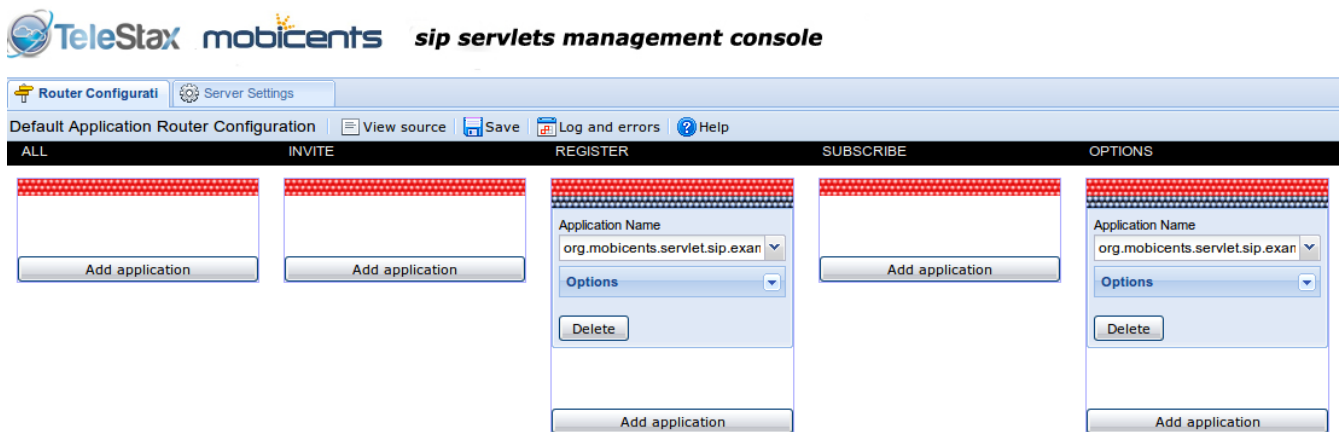 TeleStax mobicents sip servlets management console
Router Configurati Server Settings
Default Application Router Configuration View source Save Log and errors Help
ALL INVITE REGISTER SUBSCRIBE OPTIONS
Application Name Application Name
org.mobicents.servlet.sip.exan org.mobicents.servlet.sip.exan
Add application Add application Add application
Options Options
Delete Delete
Add application Add application